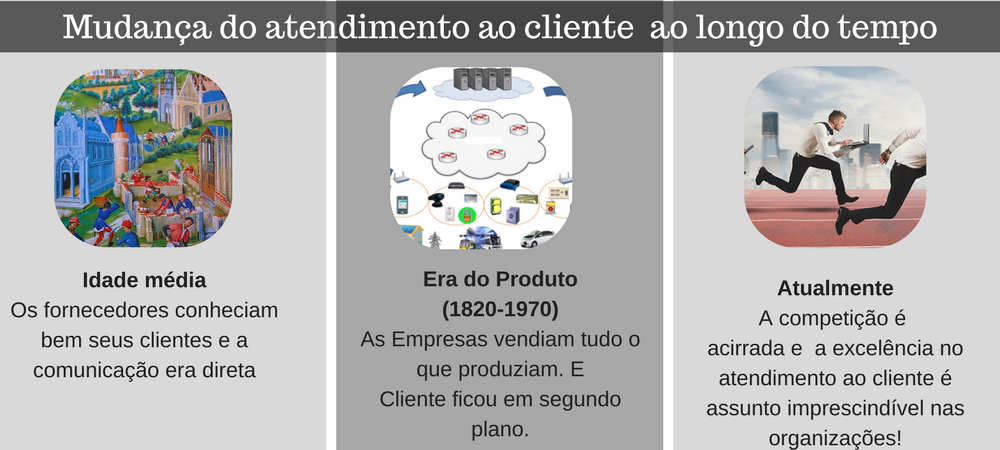 Mudança do atendimento ao cliente ao longo do tempo
Idade média
Os fornecedores conheciam
bem seus clientes e a
comunicação era direta
Era do Produto
(1820-1970)
As Empresas vendiam tudo o
que produziam. E
Cliente ficou em segundo
plano.
Atualmente
A competição é
acirrada e a excelência no
atendimento ao cliente é
assunto imprescindível nas
organizações!